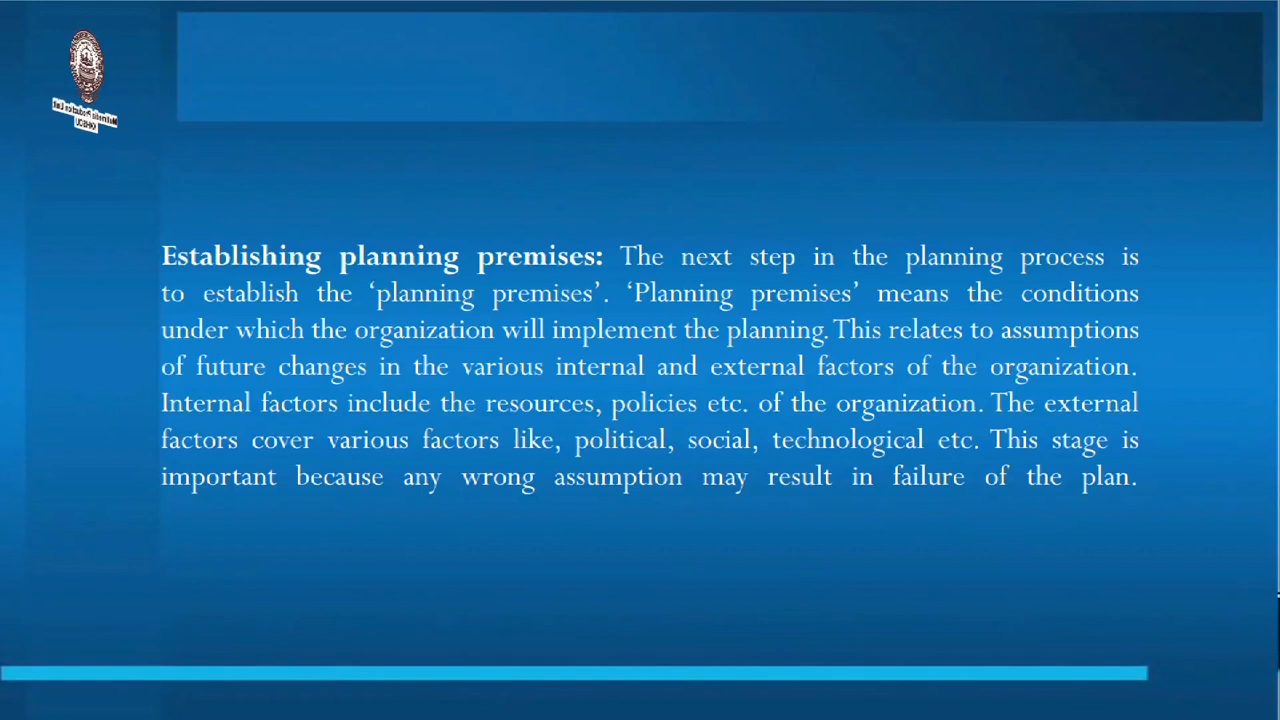 Multimedia Production Unit
KKHSOU
Establishing planning premises: The next step in the planning process is
to establish the ‘planning premises’. ‘Planning premises’ means the conditions
under which the organization will implement the planning. This relates to assumptions
of future changes in the various internal and external factors of the organization.
Internal factors include the resources, policies etc. of the organization. The external
factors cover various factors like, political, social, technological etc. This stage is
important because any wrong assumption may result in failure of the plan.